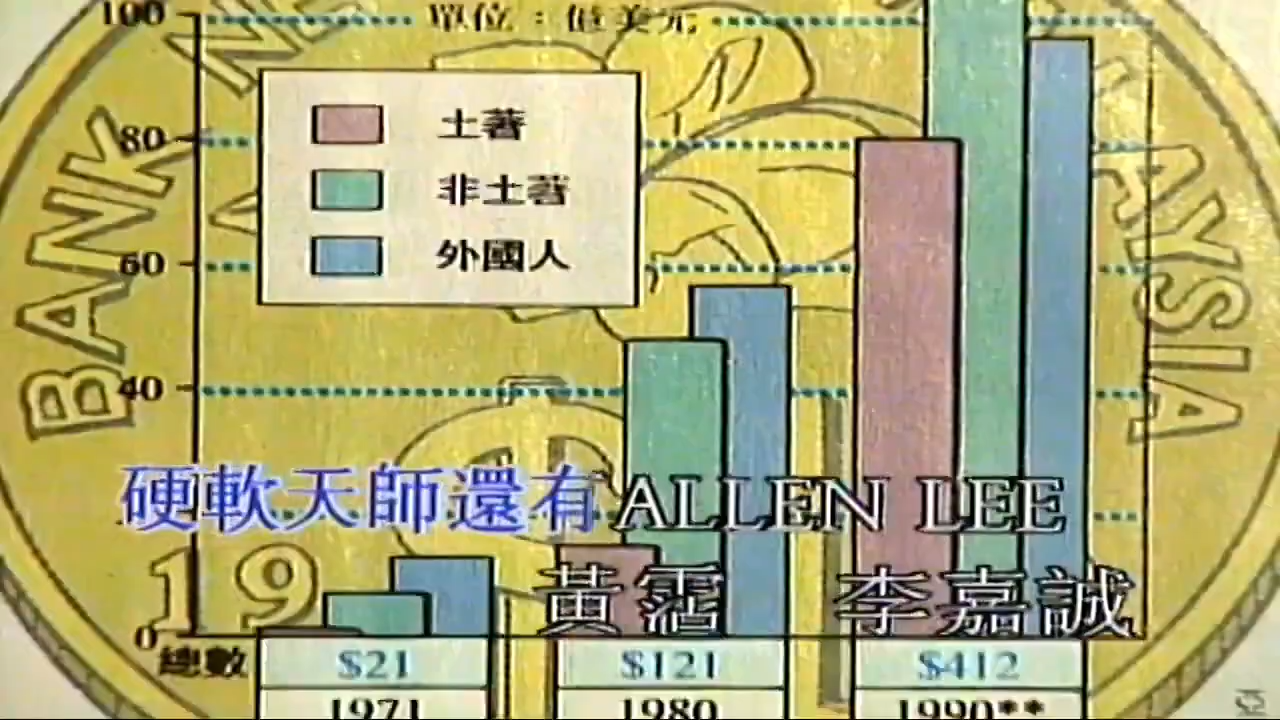 100
單位：億美元
BANK NE
AYSIA
80
60
40
0
土著
非土著
外國人
硬軟天師還有ALLEN LEE
黃霑 李嘉誠
19
總數 $21 $121 $412
1971 1980 1990**